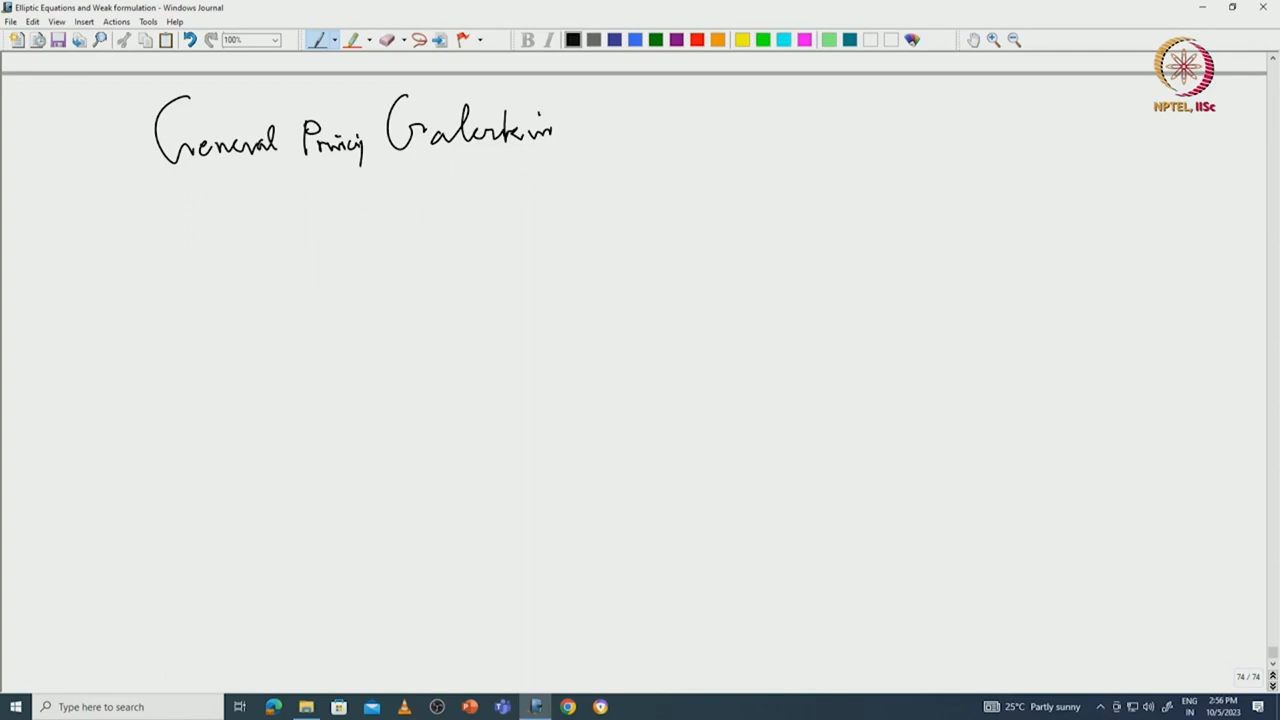 Elliptic Equations and Weak formulation - Windows Journal
File Edit View Insert Actions Tools Help
100%
NPTEL, IISc
General Galerkin
74 / 74
Type here to search
25°C Partly sunny
ENG
IN
2:56 PM
10/5/2023